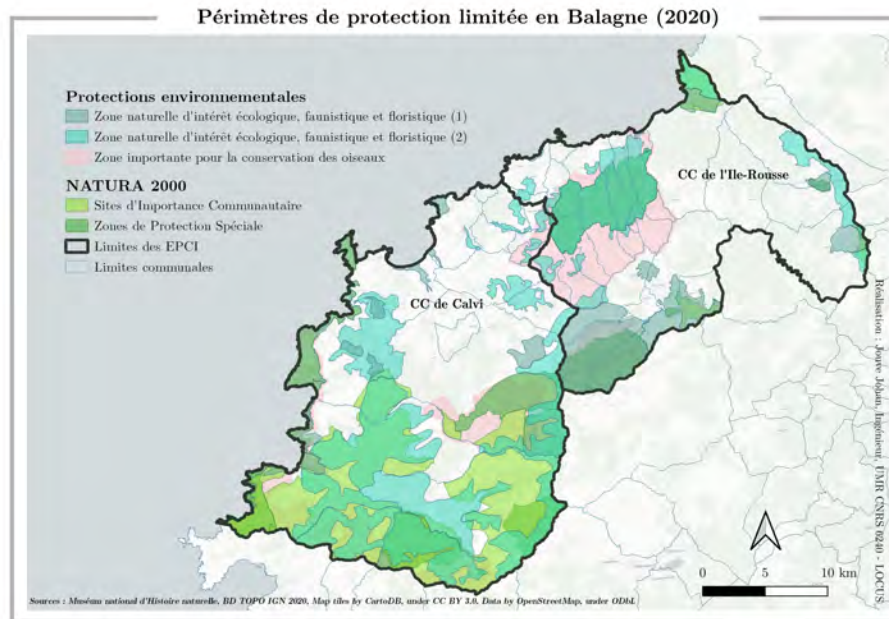 Périmètres de protection limitée en Balagne (2020)
Protections environnementales
Zone naturelle d'intérêt écologique, faunistique et floristique (1)
Zone naturelle d'intérêt écologique, faunistique et floristique (2)
Zone importante pour la conservation des oiseaux
NATURA 2000
Sites d'Importance Communautaire
Zones de Protection Spéciale
Limites des EPCI
Limites communales
CC de l'Ile-Rousse
CC de Calvi
Réalisation : Jouve Johan, Ingénieur, UMR CNRS 6240 - LOCUS
0 5 10 km
Sources : Muséum national d'Histoire naturelle, BD TOPO IGN 2020, Map tiles by CartoDB, under CC BY 3.0. Data by OpenStreetMap, under ODbL